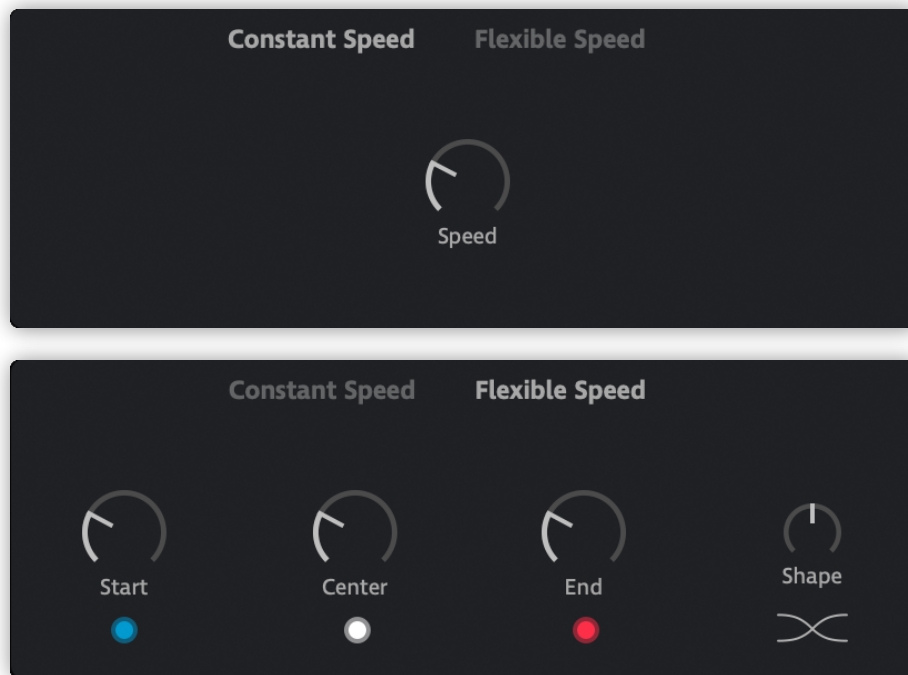 Constant Speed Flexible Speed
Speed
Constant Speed Flexible Speed
Start Center End Shape